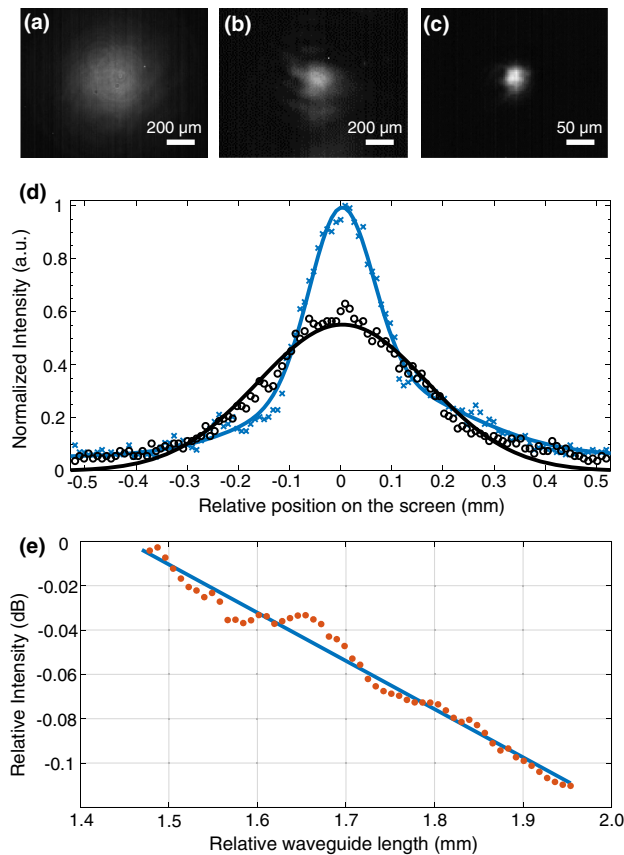 (a) (b) (c)
200 µm 200 µm 50 µm
(d)
1
0.8
0.6
0.4
0.2
0
Normalized Intensity (a.u.)
-0.5 -0.4 -0.3 -0.2 -0.1 0 0.1 0.2 0.3 0.4 0.5
Relative position on the screen (mm)
(e)
0
-0.02
-0.04
-0.06
-0.08
-0.1
Relative Intensity (dB)
1.4 1.5 1.6 1.7 1.8 1.9 2.0
Relative waveguide length (mm)